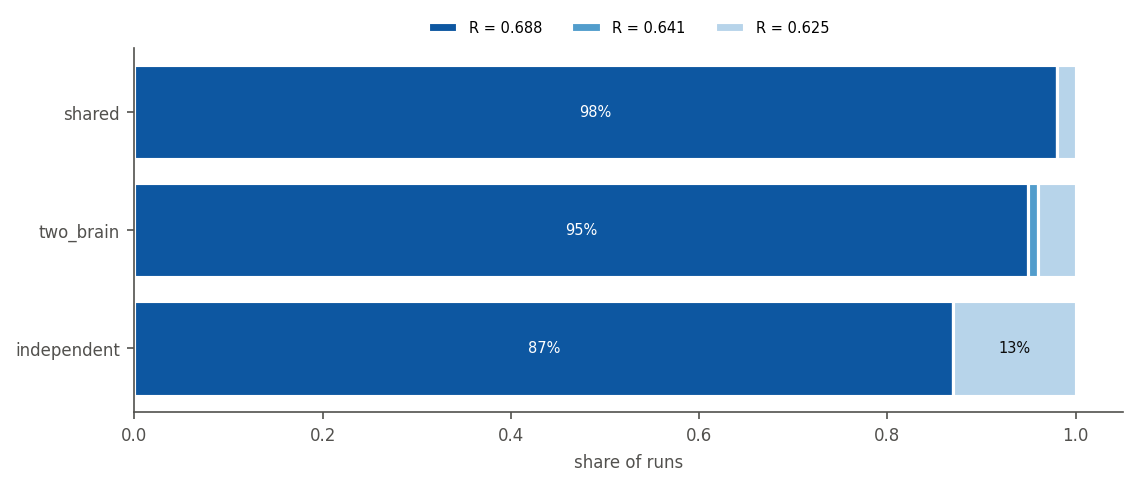 R = 0.688 R = 0.641 R = 0.625
shared 98%
two_brain 95%
independent 87% 13%
0.0 0.2 0.4 0.6 0.8 1.0
share of runs